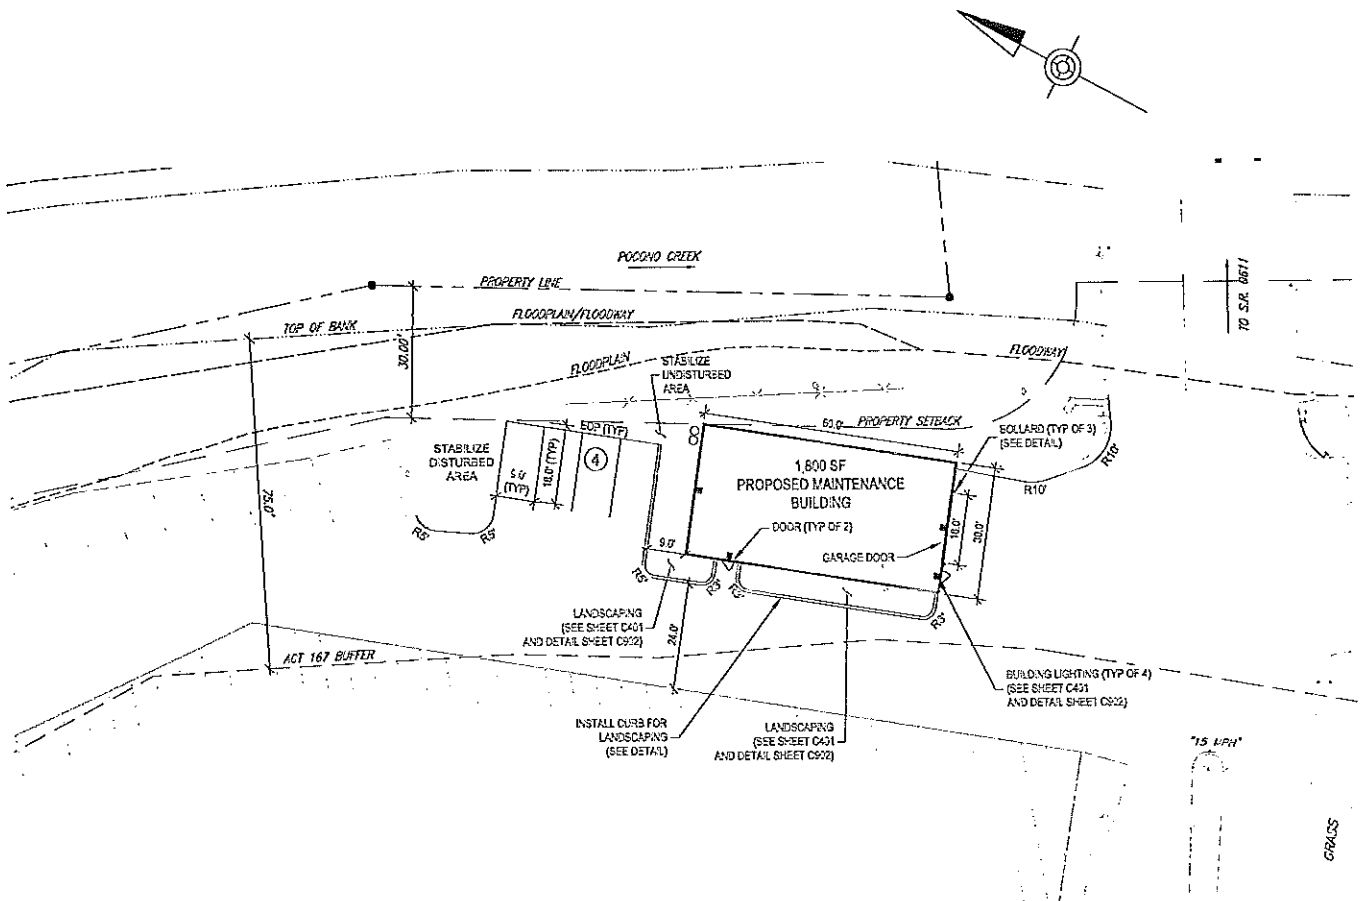 POCONO CREEK
PROPERTY LINE
TO S.R. 0611
FLOODPLAIN/FLOODWAY
TOP OF BANK
30.00'
FLOODPLAIN
FLOODWAY
STABILIZE
UNDISTURBED
AREA
60.0'
PROPERTY SETBACK
EOP (TYP)
BOLLARD (TYP OF 3)
(SEE DETAIL)
STABILIZE
DISTURBED
AREA
(TYP)
18.0' (TYP)
4
1,800 SF
PROPOSED MAINTENANCE
BUILDING
R10'
R10'
75.0'
DOOR (TYP OF 2)
GARAGE DOOR
30.0'
R5'
R5'
9.0'
R5'
R3'
R3'
R3'
LANDSCAPING
(SEE SHEET C401
AND DETAIL SHEET C902)
24.0'
ACT 167 BUFFER
BUILDING LIGHTING (TYP OF 4)
(SEE SHEET C401
AND DETAIL SHEET C902)
INSTALL CURB FOR
LANDSCAPING
(SEE DETAIL)
LANDSCAPING
(SEE SHEET C401
AND DETAIL SHEET C902)
"15 MPH"
GRASS